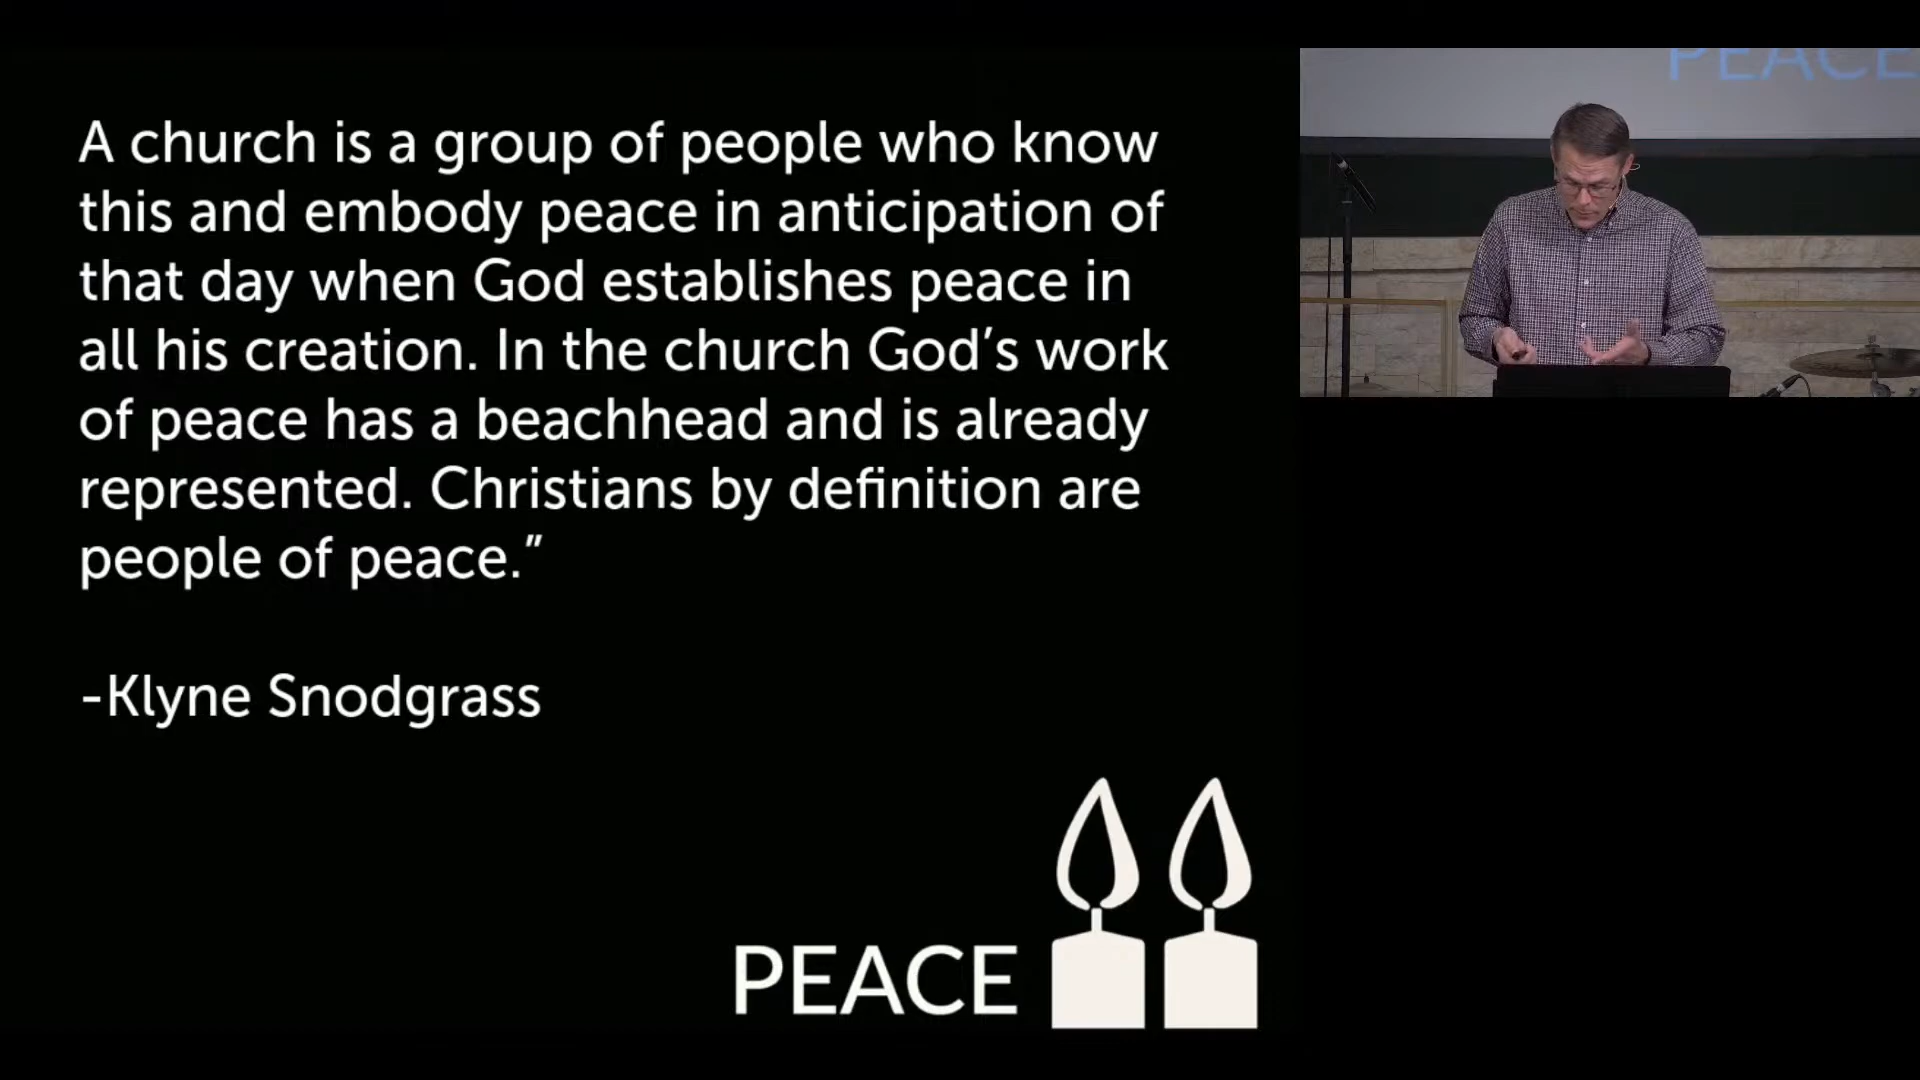 A church is a group of people who know
this and embody peace in anticipation of
that day when God establishes peace in
all his creation. In the church God’s work
of peace has a beachhead and is already
represented. Christians by definition are
people of peace.”
-Klyne Snodgrass
PEACE
PEACE